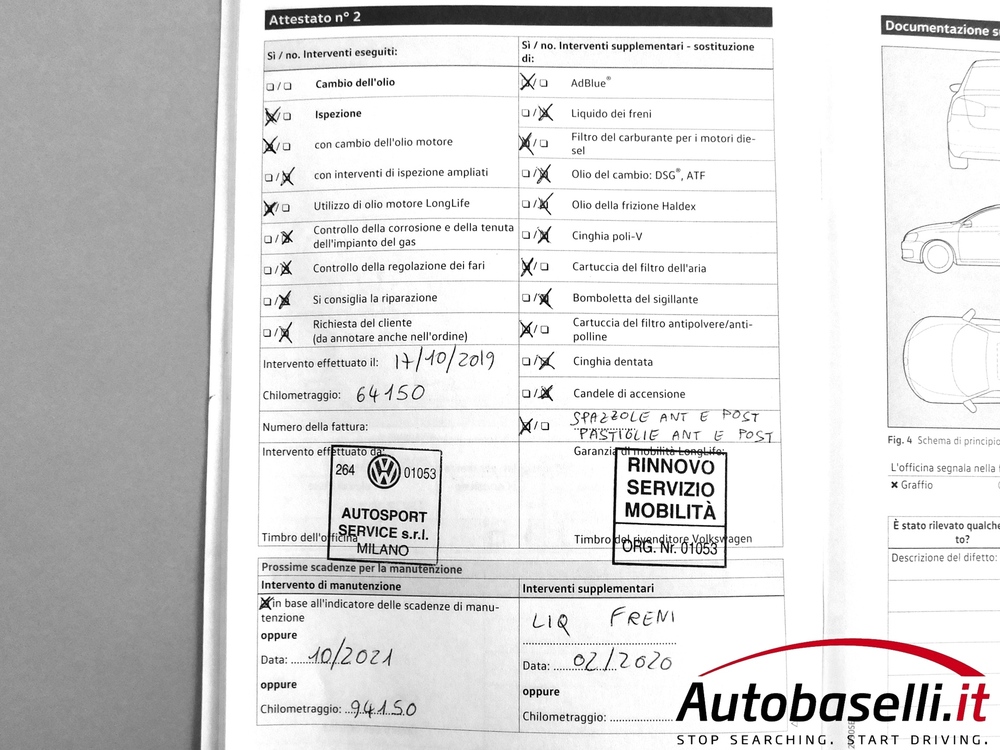 Attestato n° 2
Sì / no. Interventi eseguiti:
❏ / ❏ Cambio dell'olio
☒ / ❏ Ispezione
☒ / ❏ con cambio dell'olio motore
❏ / ☒ con interventi di ispezione ampliati
☒ / ❏ Utilizzo di olio motore LongLife
❏ / ☒ Controllo della corrosione e della tenuta
dell'impianto del gas
❏ / ☒ Controllo della regolazione dei fari
❏ / ☒ Si consiglia la riparazione
❏ / ☒ Richiesta del cliente
(da annotare anche nell'ordine)
Intervento effettuato il: 17/10/2019
Chilometraggio: 64150
Numero della fattura:
Intervento effettuato da:
264 VW 01053
AUTOSPORT
SERVICE s.r.l.
MILANO
Timbro dell'officina
Sì / no. Interventi supplementari - sostituzione
di:
☒ / ❏ AdBlue®
❏ / ☒ Liquido dei freni
☒ / ❏ Filtro del carburante per i motori die-
sel
❏ / ☒ Olio del cambio: DSG®, ATF
❏ / ☒ Olio della frizione Haldex
❏ / ☒ Cinghia poli-V
☒ / ❏ Cartuccia del filtro dell'aria
❏ / ☒ Bomboletta del sigillante
☒ / ❏ Cartuccia del filtro antipolvere/anti-
polline
❏ / ☒ Cinghia dentata
❏ / ☒ Candele di accensione
☒ / ❏ SPAZZOLE ANT E POST
PASTIGLIE ANT E POST
Garanzia di mobilità LongLife:
RINNOVO
SERVIZIO
MOBILITÀ
ORG. Nr. 01053
Timbro del rivenditore Volkswagen
Prossime scadenze per la manutenzione
Intervento di manutenzione
☒ in base all'indicatore delle scadenze di manu-
tenzione
oppure
Data: 10/2021
oppure
Chilometraggio: 94150
Interventi supplementari
LIQ FRENI
Data: 02/2020
oppure
Chilometraggio:
Documentazione
Fig. 4 Schema di principio
L'officina segnala nella
✖ Graffio
È stato rilevato qualche
to?
Descrizione del difetto:
Autobaselli.it
STOP SEARCHING. START DRIVING.